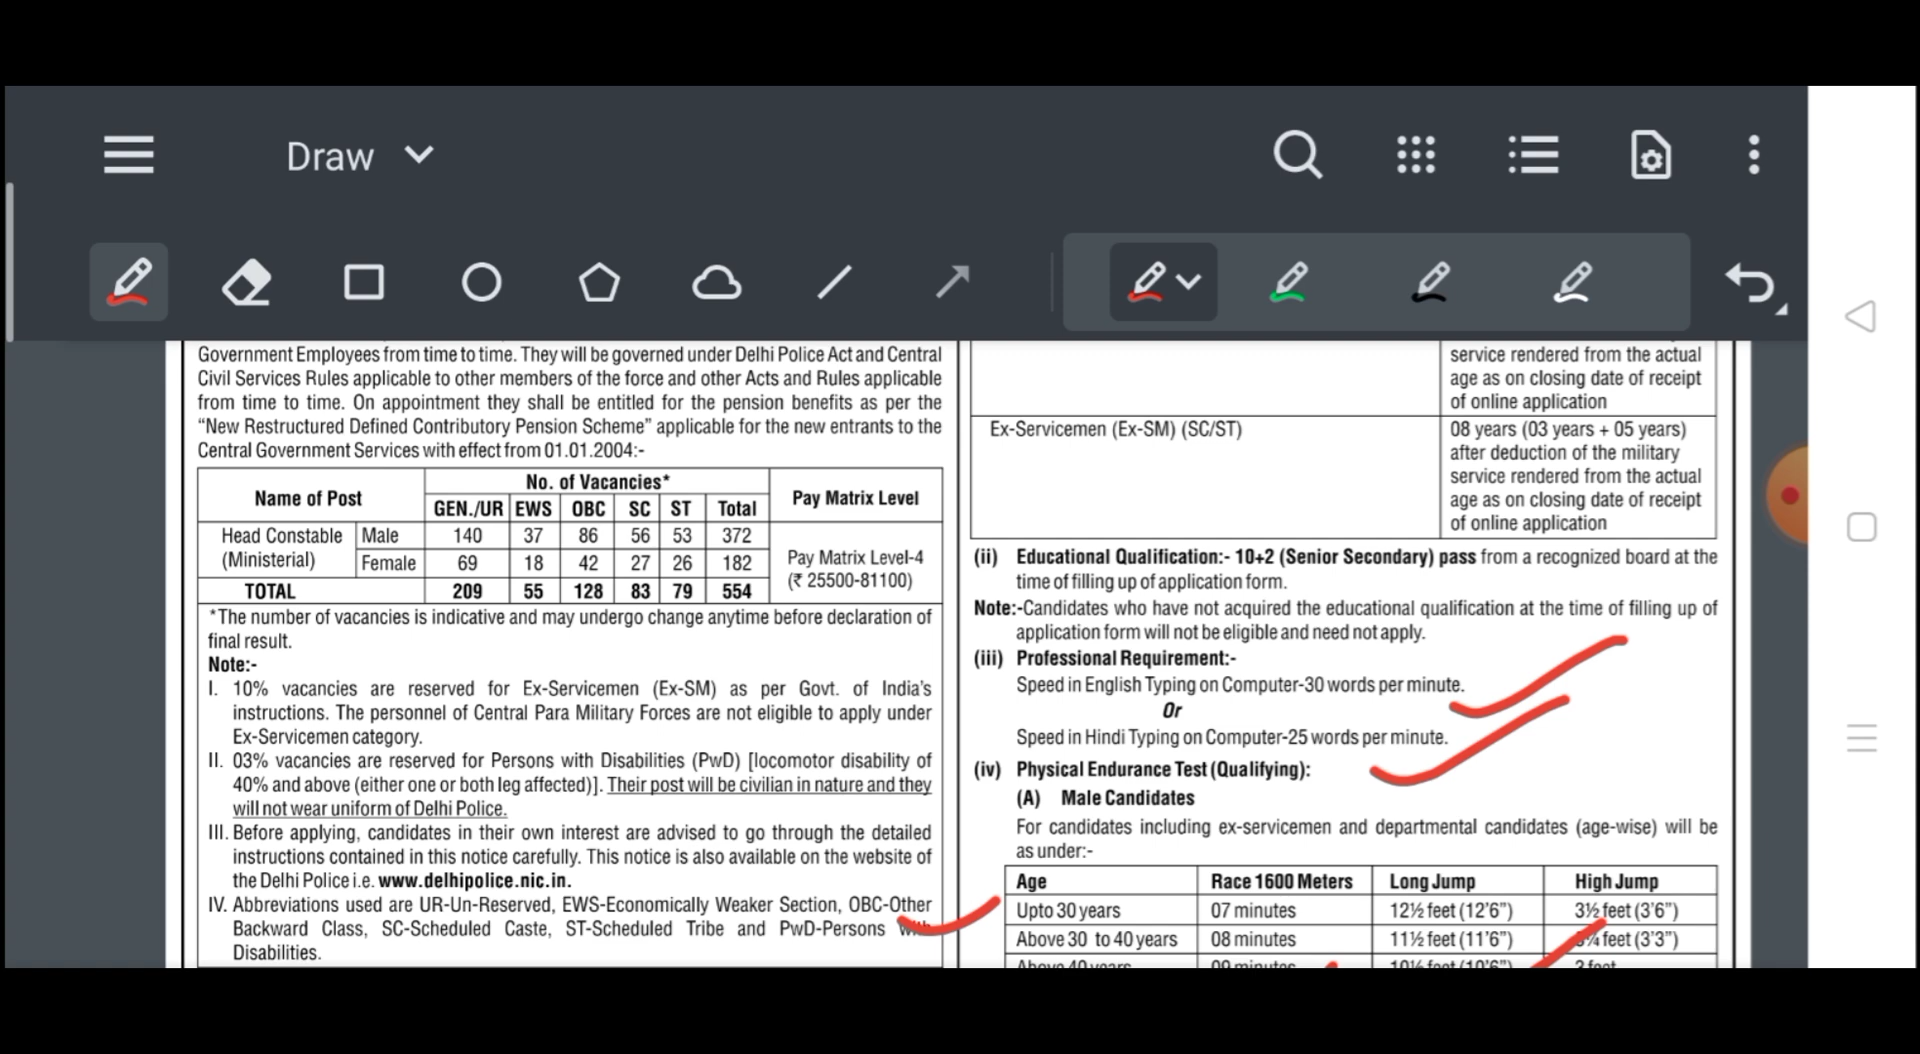 Draw
Government Employees from time to time. They will be governed under Delhi Police Act and Central
Civil Services Rules applicable to other members of the force and other Acts and Rules applicable
from time to time. On appointment they shall be entitled for the pension benefits as per the
“New Restructured Defined Contributory Pension Scheme” applicable for the new entrants to the
Central Government Services with effect from 01.01.2004:-
Name of Post No. of Vacancies* Pay Matrix Level
GEN./UR EWS OBC SC ST Total
Head Constable (Ministerial) Male 140 37 86 56 53 372 Pay Matrix Level-4
Female 69 18 42 27 26 182 (₹ 25500-81100)
TOTAL 209 55 128 83 79 554
*The number of vacancies is indicative and may undergo change anytime before declaration of
final result.
Note:-
I. 10% vacancies are reserved for Ex-Servicemen (Ex-SM) as per Govt. of India's
instructions. The personnel of Central Para Military Forces are not eligible to apply under
Ex-Servicemen category.
II. 03% vacancies are reserved for Persons with Disabilities (PwD) [locomotor disability of
40% and above (either one or both leg affected)]. Their post will be civilian in nature and they
will not wear uniform of Delhi Police.
III. Before applying, candidates in their own interest are advised to go through the detailed
instructions contained in this notice carefully. This notice is also available on the website of
the Delhi Police i.e. www.delhipolice.nic.in.
IV. Abbreviations used are UR-Un-Reserved, EWS-Economically Weaker Section, OBC-Other
Backward Class, SC-Scheduled Caste, ST-Scheduled Tribe and PwD-Persons with
Disabilities.
service rendered from the actual
age as on closing date of receipt
of online application
Ex-Servicemen (Ex-SM) (SC/ST) 08 years (03 years + 05 years)
after deduction of the military
service rendered from the actual
age as on closing date of receipt
of online application
(ii) Educational Qualification:- 10+2 (Senior Secondary) pass from a recognized board at the
time of filling up of application form.
Note:-Candidates who have not acquired the educational qualification at the time of filling up of
application form will not be eligible and need not apply.
(iii) Professional Requirement:-
Speed in English Typing on Computer-30 words per minute.
Or
Speed in Hindi Typing on Computer-25 words per minute.
(iv) Physical Endurance Test (Qualifying):
(A) Male Candidates
For candidates including ex-servicemen and departmental candidates (age-wise) will be
as under:-
Age Race 1600 Meters Long Jump High Jump
Upto 30 years 07 minutes 12½ feet (12'6") 3½ feet (3'6")
Above 30 to 40 years 08 minutes 11½ feet (11'6") feet (3'3")
Above 40 years 09 minutes 10½ feet (10'6") 3 feet